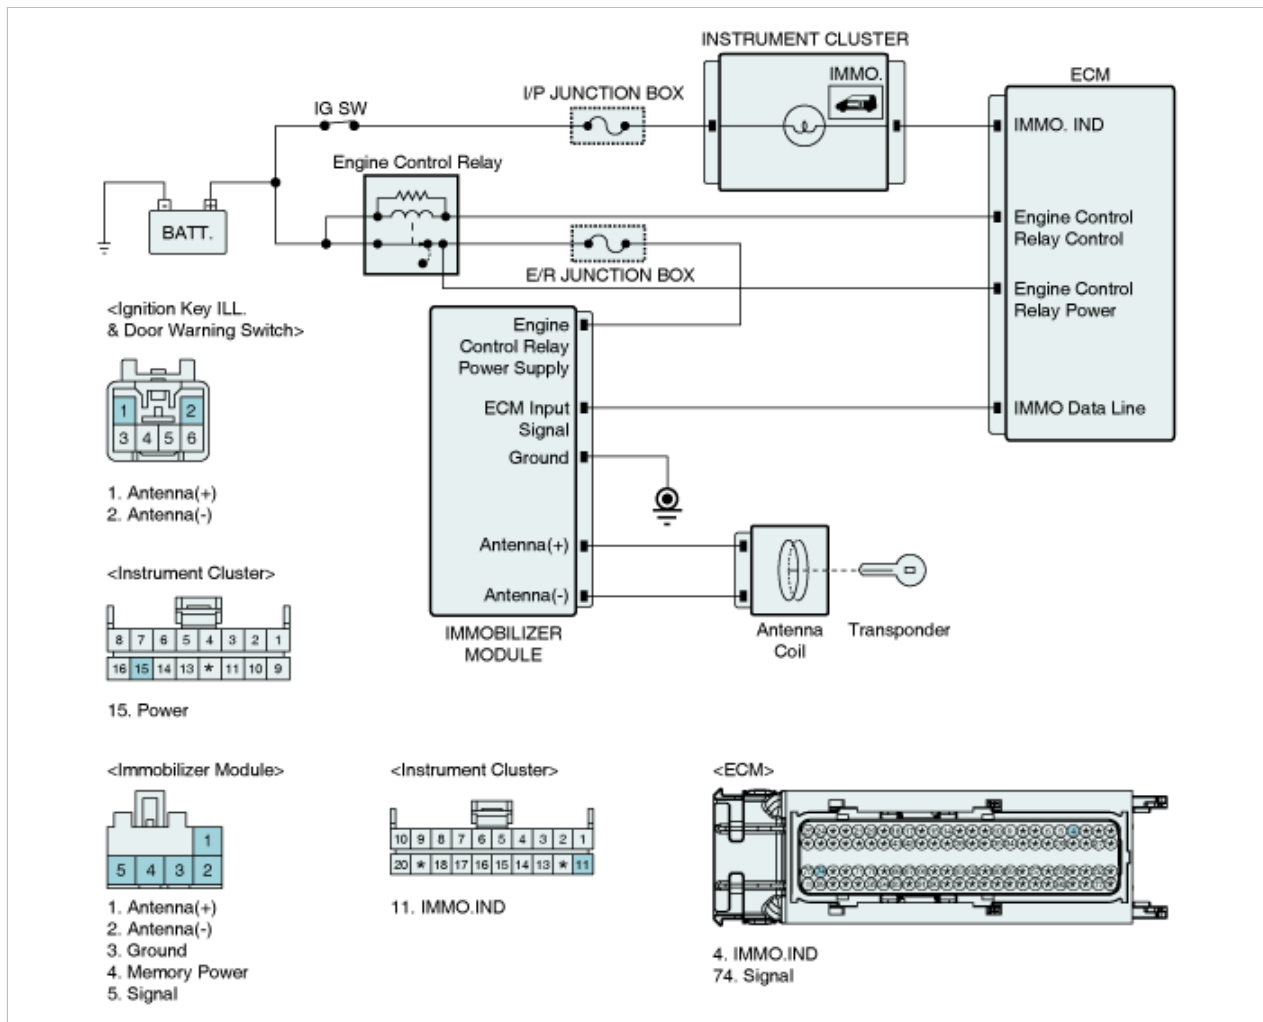 INSTRUMENT CLUSTER
IMMO.
ECM
I/P JUNCTION BOX
IG SW
IMMO. IND
Engine Control Relay
- +
BATT.
Engine Control
Relay Control
E/R JUNCTION BOX
Engine Control
Relay Power
<Ignition Key ILL.
& Door Warning Switch>
Engine
Control Relay
Power Supply
ECM Input
Signal
IMMO Data Line
Ground
1 2
3 4 5 6
1. Antenna(+)
2. Antenna(-)
Antenna(+)
Antenna(-)
IMMOBILIZER
MODULE
Antenna
Coil
Transponder
<Instrument Cluster>
8 7 6 5 4 3 2 1
16 15 14 13 * 11 10 9
15. Power
<Immobilizer Module>
1
5 4 3 2
1. Antenna(+)
2. Antenna(-)
3. Ground
4. Memory Power
5. Signal
<Instrument Cluster>
10 9 8 7 6 5 4 3 2 1
20 * 18 17 16 15 14 13 * 11
11. IMMO.IND
<ECM>
4. IMMO.IND
74. Signal